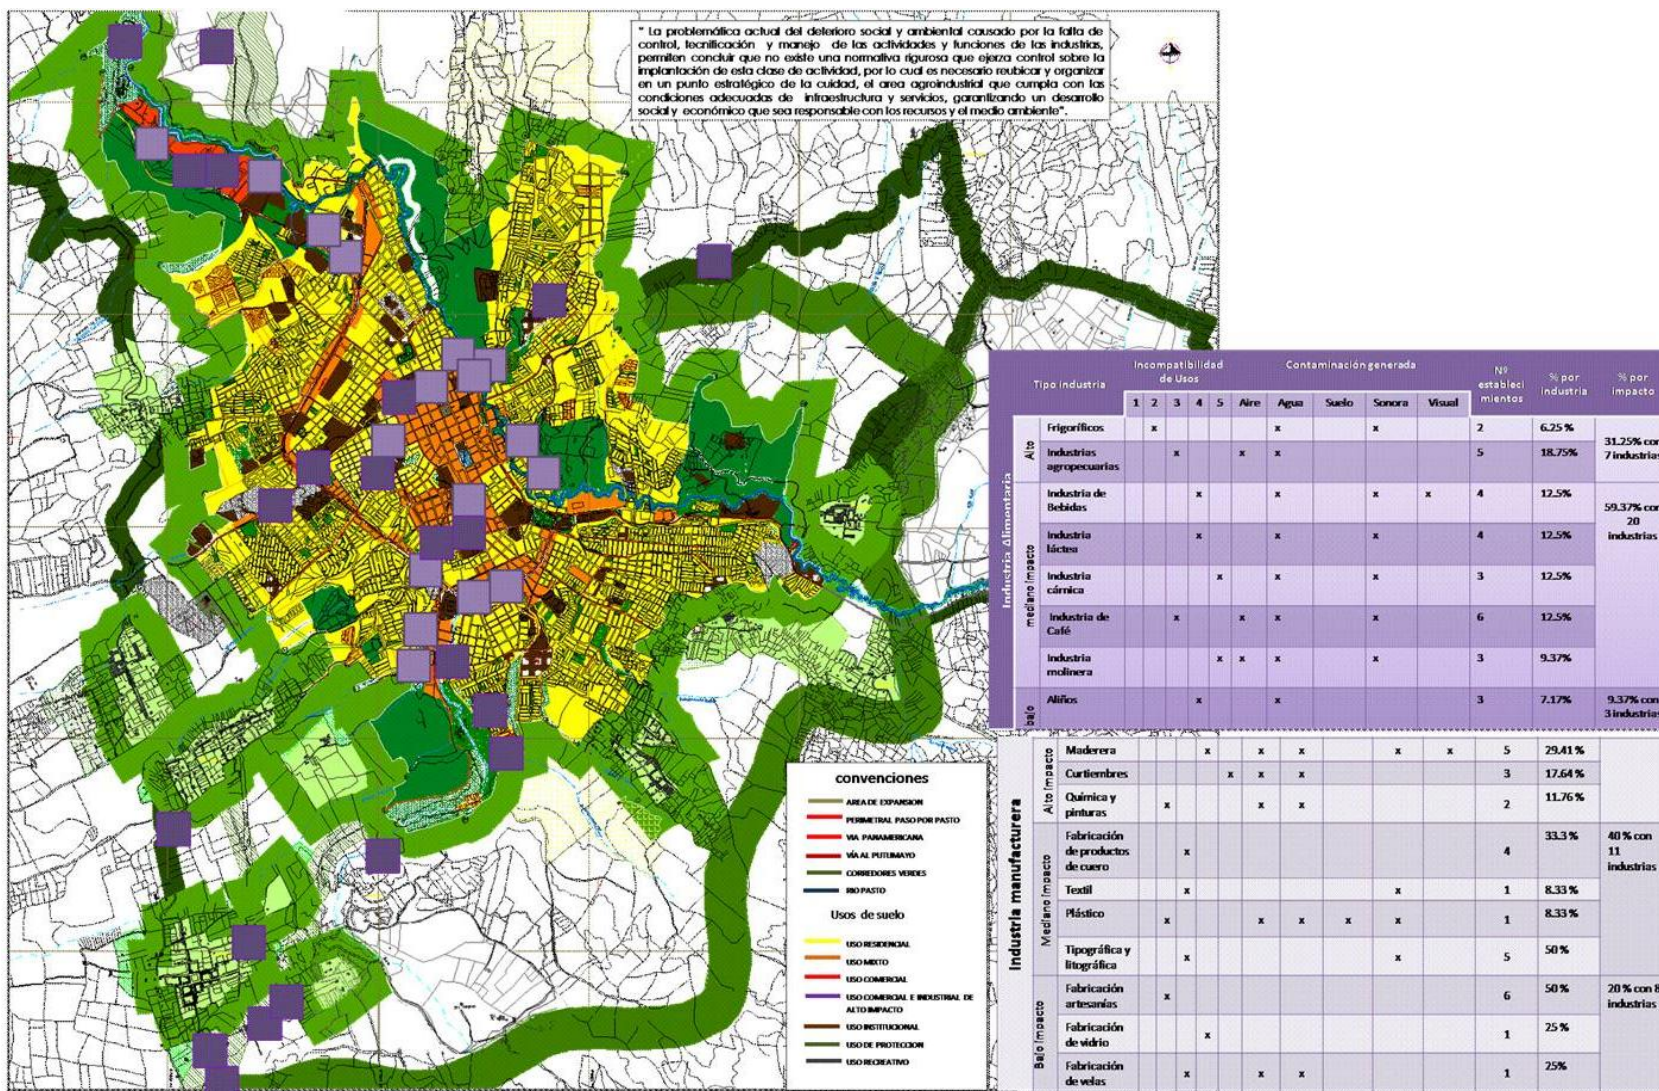 " La problemática actual del deterioro social y ambiental causado por la falta de
control, tecnificación y manejo de las actividades y funciones de las industrias,
permiten concluir que no existe una normativa rigurosa que ejerza control sobre la
implantación de esta clase de actividad, por lo cual es necesario reubicar y organizar
en un punto estratégico de la cuidad, el area agroindustrial que cumpla con las
condiciones adecuadas de infraestructura y servicios, garantizando un desarrollo
social y económico que sea responsable con los recursos y el medio ambiente".
Tipo industria Incompatibilidad de Usos Contaminación generada Nº estableci mientos % por industria % por impacto
1 2 3 4 5 Aire Agua Suelo Sonora Visual
Industria Alimentaria
Alto
Frigoríficos x x x 2 6.25 %
31.25% con
7 industrias
Industrias agropecuarias x x x 5 18.75%
mediano impacto
Industria de Bebidas x x x x 4 12.5%
59.37% con
20
industrias
Industria láctea x x x 4 12.5%
Industria cárnica x x x 3 12.5%
Industria de Café x x x x 6 12.5%
Industria molinera x x x x 3 9.37%
bajo
Aliños x x 3 7.17%
9.37% con
3 industrias
Industria manufacturera
Alto impacto
Maderera x x x x x 5 29.41 %
Curtiembres x x x 3 17.64 %
Química y pinturas x x x 2 11.76 %
Mediano impacto
Fabricación de productos de cuero x 4 33.3 %
40 % con
11
industrias
Textil x x 1 8.33 %
Plástico x x x x x 1 8.33 %
Tipográfica y litográfica x x 5 50 %
Bajo impacto
Fabricación artesanías x 6 50 %
20 % con 8
industrias
Fabricación de vidrio x 1 25 %
Fabricación de velas x x x 1 25%
convenciones
AREA DE EXPANSION
PERIMETRAL PASO POR PASTO
VIA PANAMERICANA
VÍA AL PUTUMAYO
CORREDORES VERDES
RIO PASTO
Usos de suelo
USO RESIDENCIAL
USO MIXTO
USO COMERCIAL
USO COMERCIAL E INDUSTRIAL DE
ALTO IMPACTO
USO INSTITUCIONAL
USO DE PROTECCION
USO RECREATIVO